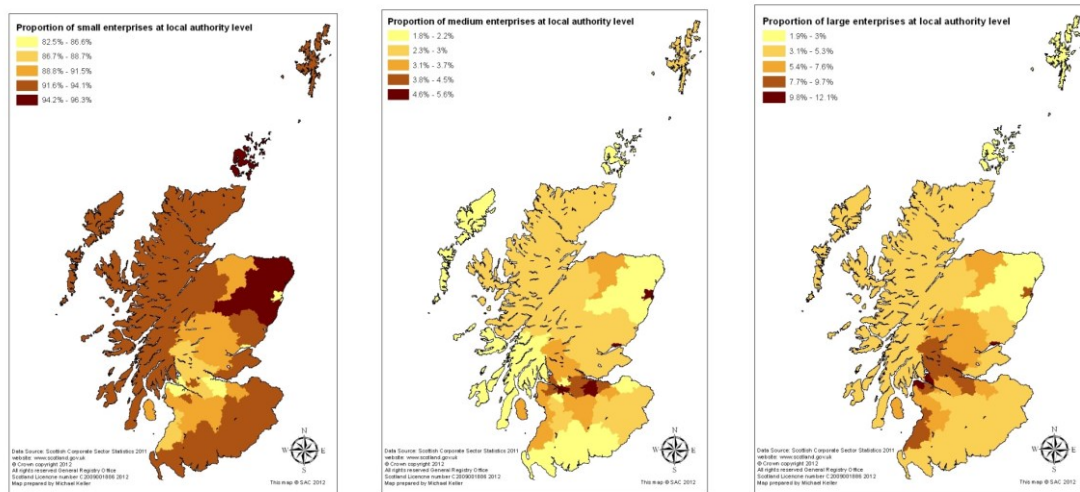 Proportion of small enterprises at local authority level
82.5% - 86.6%
86.7% - 88.7%
88.8% - 91.5%
91.6% - 94.1%
94.2% - 96.3%
N
W
E
S
Data Source: Scottish Corporate Sector Statistics 2011
website: www.scotland.gov.uk
© Crown copyright 2012
All rights reserved General Registry Office
Scotland Licence number C2009001806 2012
Map prepared by Michael Keller
This map @ SAC 2012
Proportion of medium enterprises at local authority level
1.8% - 2.2%
2.3% - 3%
3.1% - 3.7%
3.8% - 4.5%
4.6% - 5.6%
N
W
E
S
Data Source: Scottish Corporate Sector Statistics 2011
website: www.scotland.gov.uk
© Crown copyright 2012
All rights reserved General Registry Office
Scotland Licence number C2009001806 2012
Map prepared by Michael Keller
This map @ SAC 2012
Proportion of large enterprises at local authority level
1.9% - 3%
3.1% - 5.3%
5.4% - 7.6%
7.7% - 9.7%
9.8% - 12.1%
N
W
E
S
Data Source: Scottish Corporate Sector Statistics 2011
website: www.scotland.gov.uk
© Crown copyright 2012
All rights reserved General Registry Office
Scotland Licence number C2009001806 2012
Map prepared by Michael Keller
This map @ SAC 2012